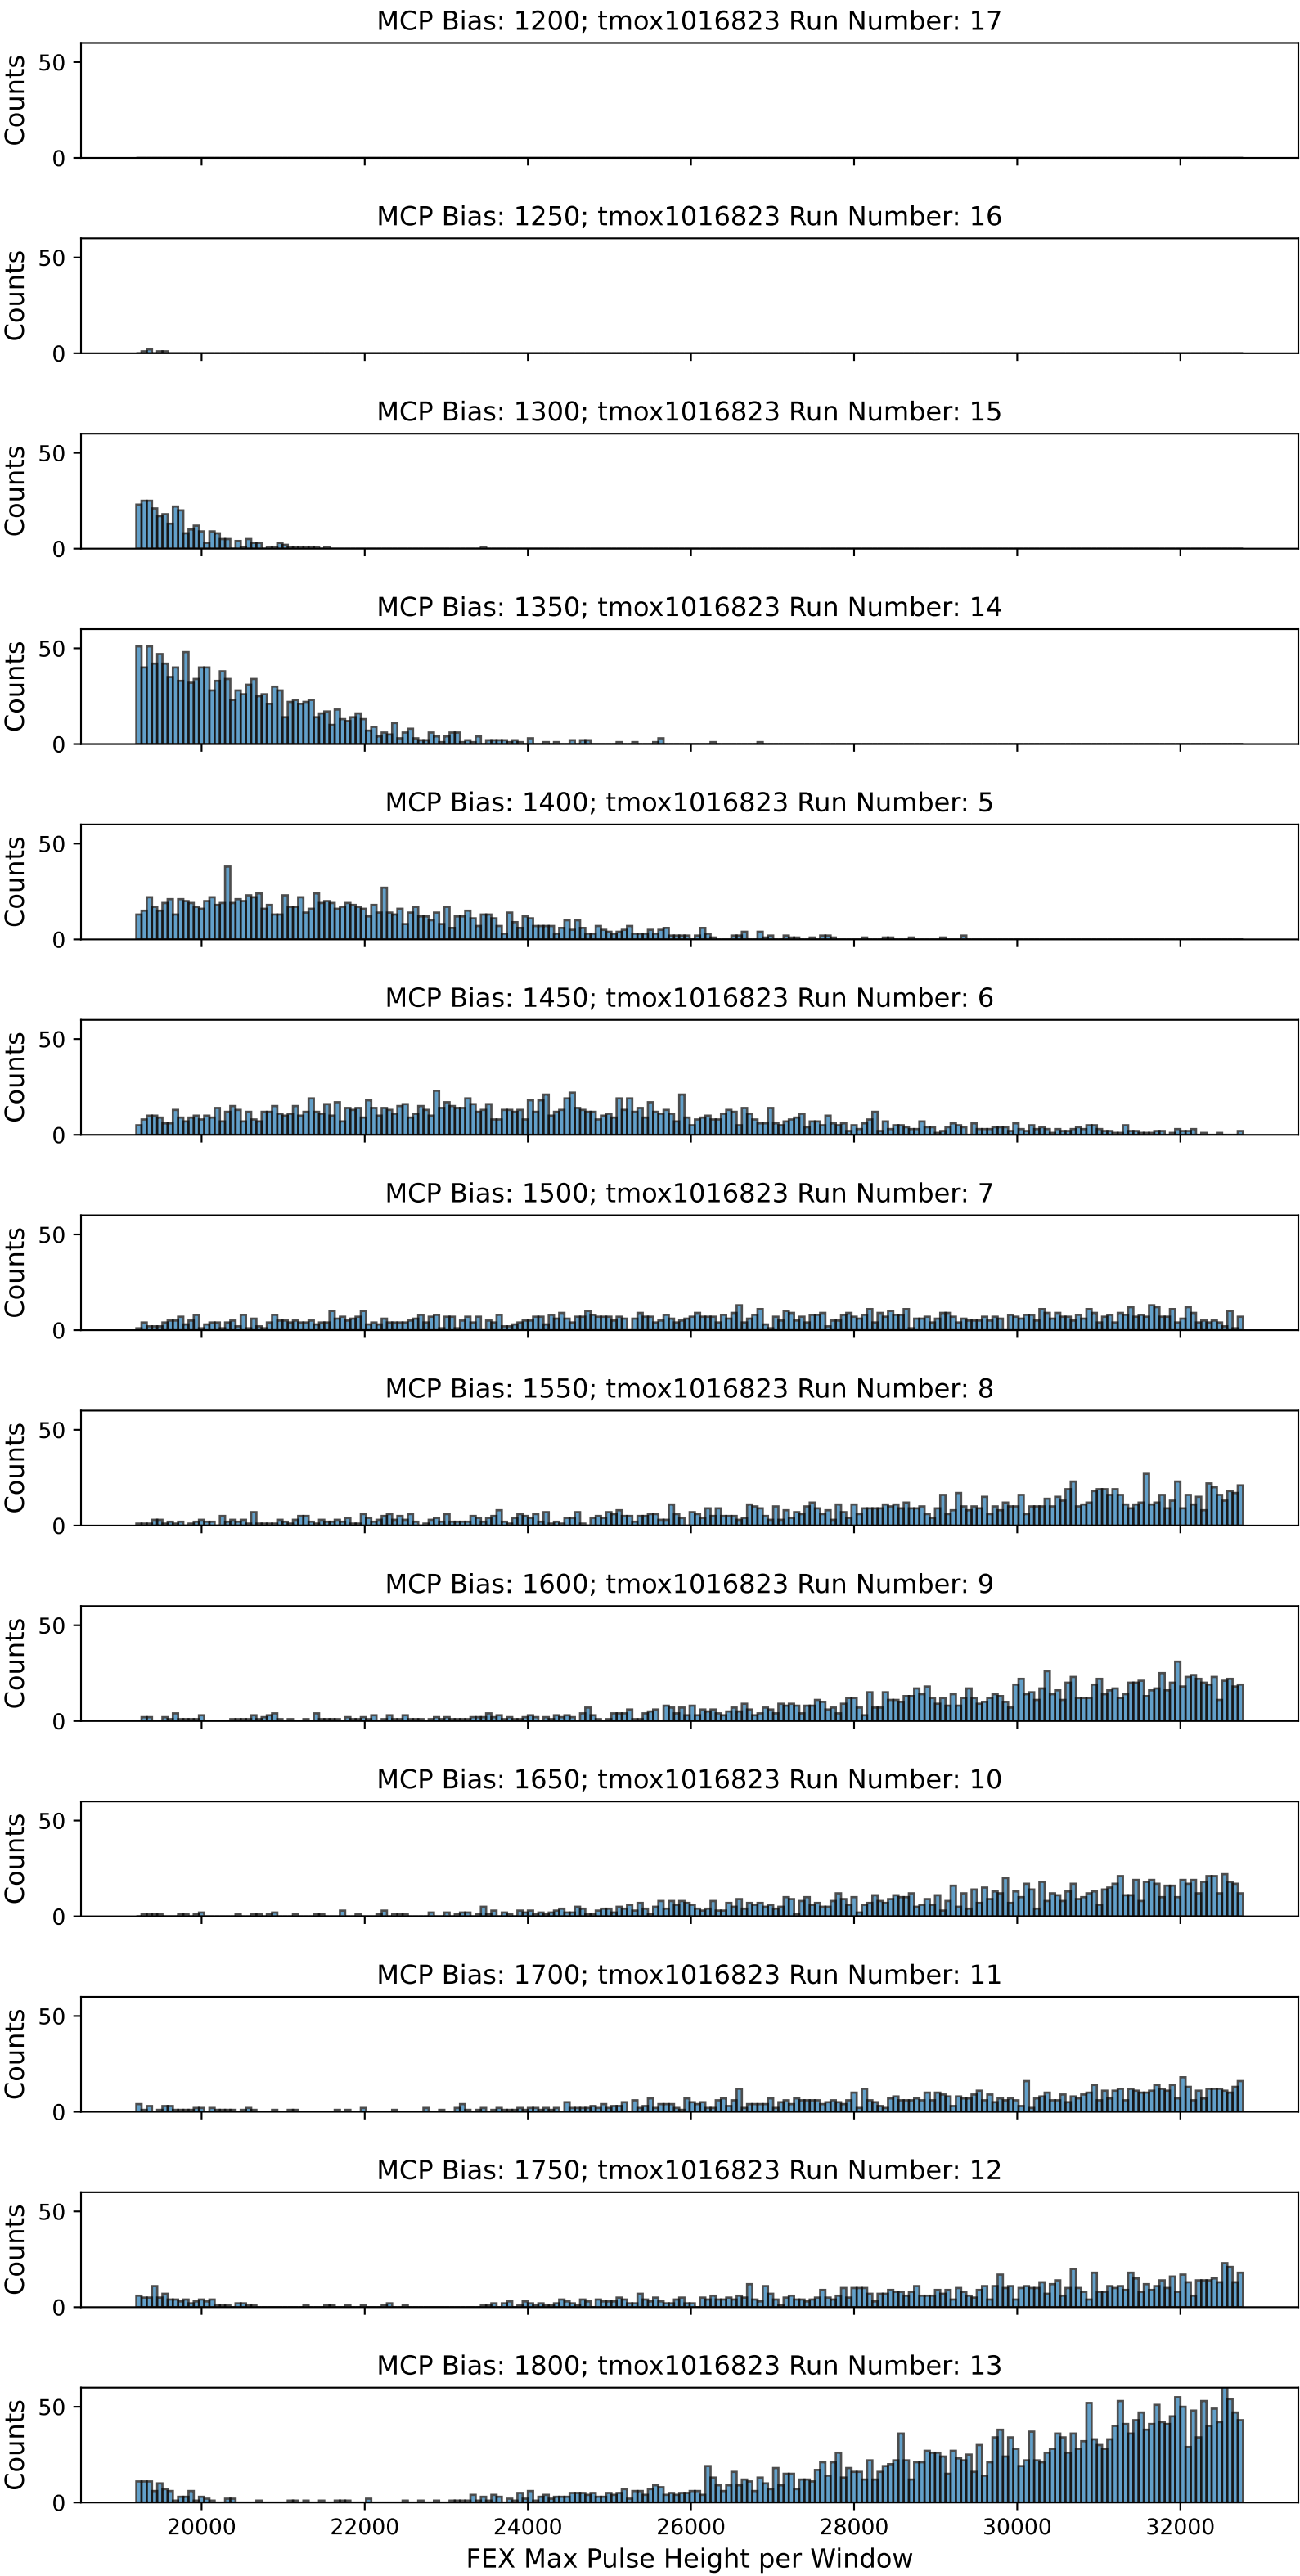 MCP Bias: 1200; tmox1016823 Run Number: 17
50
Counts
0
MCP Bias: 1250; tmox1016823 Run Number: 16
50
Counts
0
MCP Bias: 1300; tmox1016823 Run Number: 15
50
Counts
0
MCP Bias: 1350; tmox1016823 Run Number: 14
50
Counts
0
MCP Bias: 1400; tmox1016823 Run Number: 5
50
Counts
0
MCP Bias: 1450; tmox1016823 Run Number: 6
50
Counts
0
MCP Bias: 1500; tmox1016823 Run Number: 7
50
Counts
0
MCP Bias: 1550; tmox1016823 Run Number: 8
50
Counts
0
MCP Bias: 1600; tmox1016823 Run Number: 9
50
Counts
0
MCP Bias: 1650; tmox1016823 Run Number: 10
50
Counts
0
MCP Bias: 1700; tmox1016823 Run Number: 11
50
Counts
0
MCP Bias: 1750; tmox1016823 Run Number: 12
50
Counts
0
MCP Bias: 1800; tmox1016823 Run Number: 13
50
Counts
0
20000 22000 24000 26000 28000 30000 32000
FEX Max Pulse Height per Window